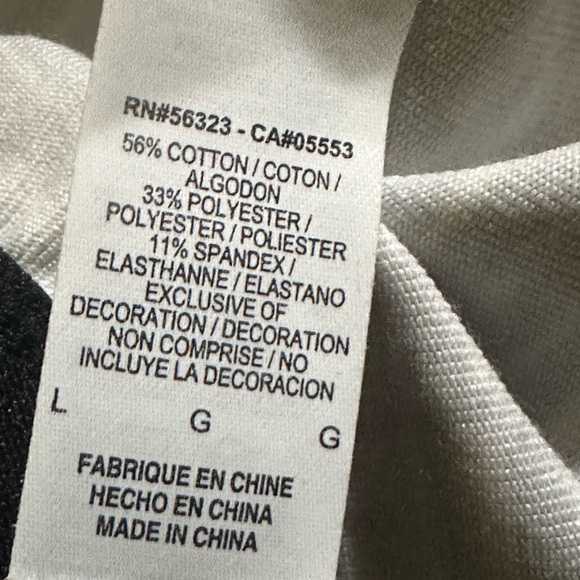 RN#56323 - CA#05553
56% COTTON / COTON /
ALGODON
33% POLYESTER /
POLYESTER / POLIESTER
11% SPANDEX /
ELASTHANNE / ELASTANO
EXCLUSIVE OF
DECORATION / DECORATION
NON COMPRISE / NO
INCLUYE LA DECORACION
L G G
FABRIQUE EN CHINE
HECHO EN CHINA
MADE IN CHINA